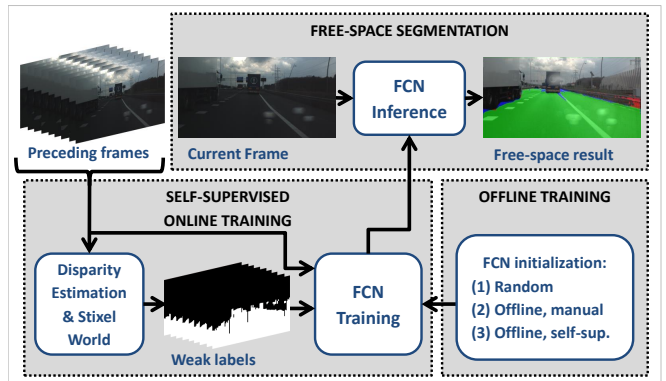 FREE-SPACE SEGMENTATION
FCN
Inference
Preceding frames
Current Frame
Free-space result
SELF-SUPERVISED
ONLINE TRAINING
OFFLINE TRAINING
Disparity
Estimation
& Stixel
World
Weak labels
FCN
Training
FCN initialization:
(1) Random
(2) Offline, manual
(3) Offline, self-sup.